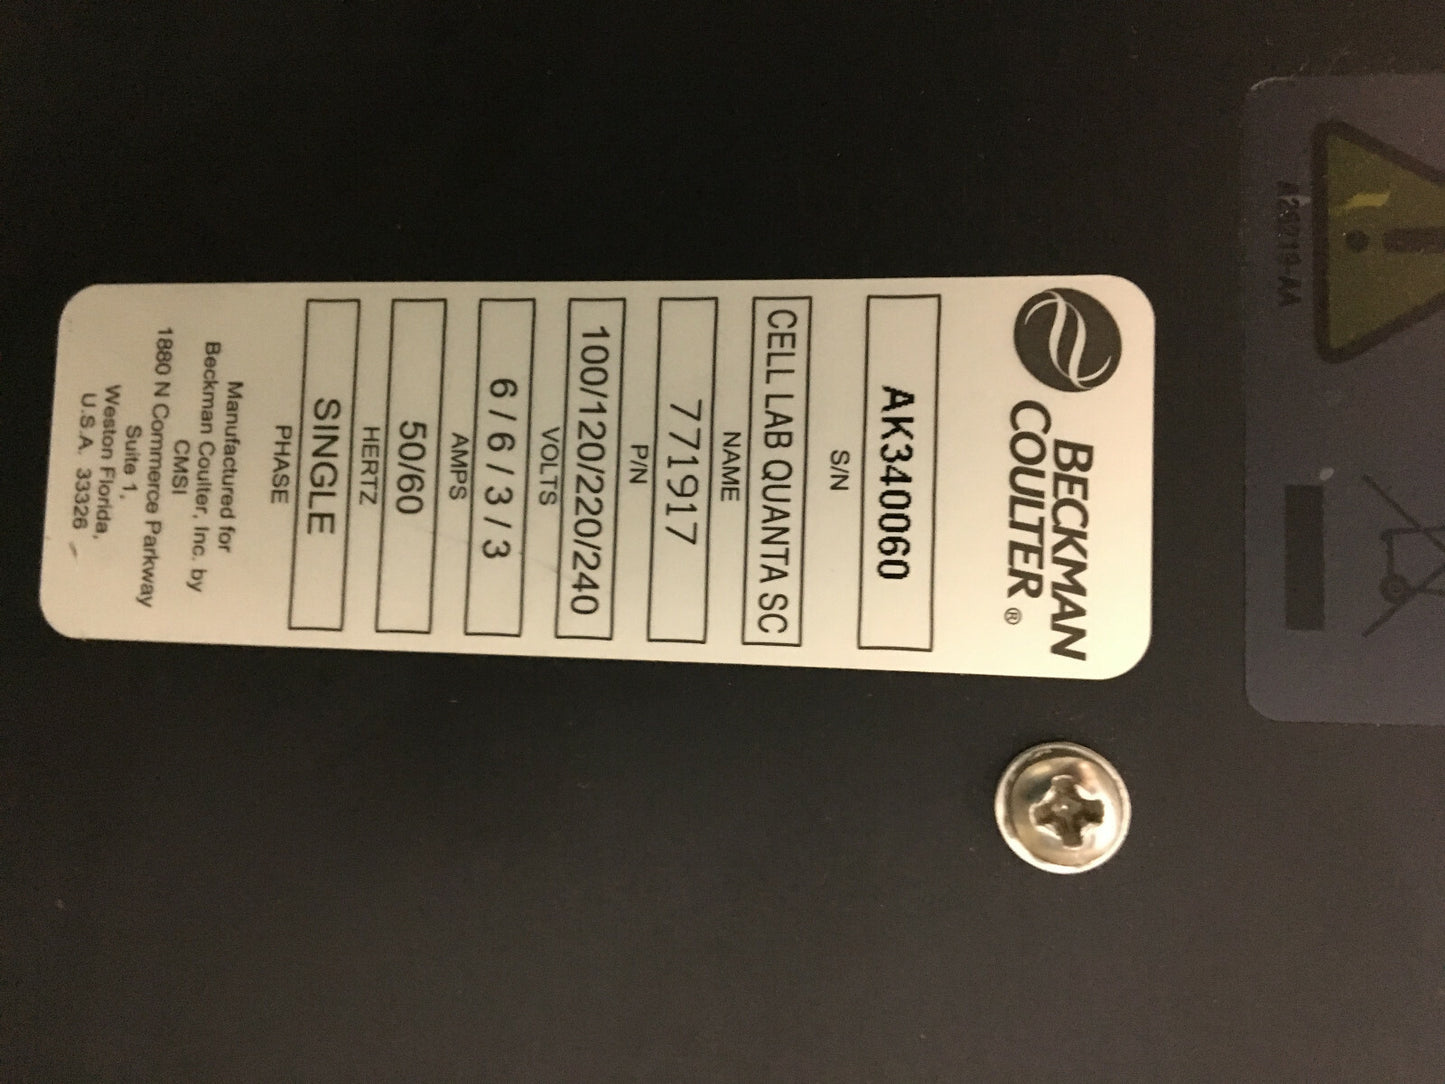 BECKMAN
COULTER®
AK340060
S/N
CELL LAB QUANTA SC
NAME
771917
P/N
100/120/220/240
VOLTS
6 / 6 / 3 / 3
AMPS
50/60
HERTZ
SINGLE
PHASE
Manufactured for
Beckman Coulter, Inc. by
CMSI
1880 N Commerce Parkway
Suite 1,
Weston Florida,
U.S.A. 33326